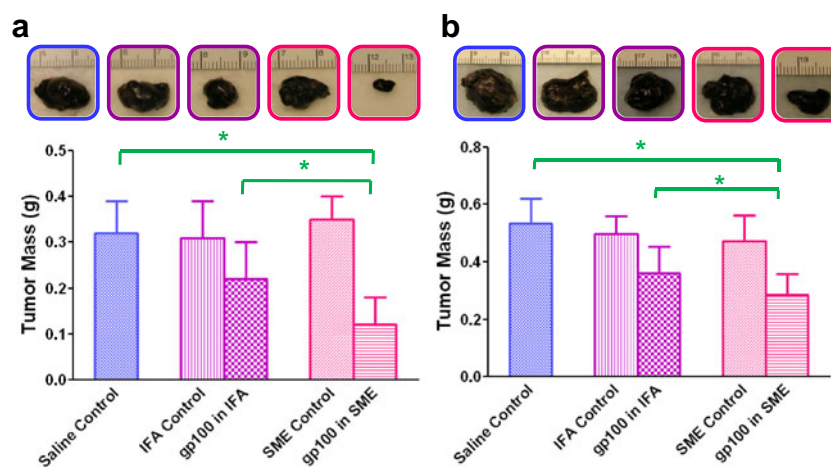 a
b
*
*
Tumor Mass (g)
0.5
0.4
0.3
0.2
0.1
0.0
Saline Control
IFA Control
gp100 in IFA
SME Control
gp100 in SME
*
*
Tumor Mass (g)
0.8
0.6
0.4
0.2
0.0
Saline Control
IFA Control
gp100 in IFA
SME Control
gp100 in SME